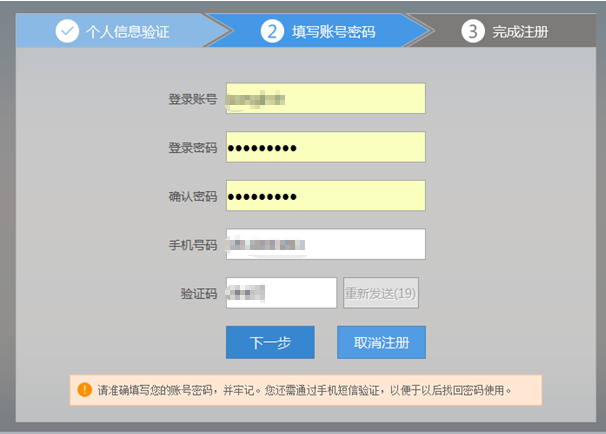 个人信息验证
2 填写账号密码
3 完成注册
登录账号
登录密码 ●●●●●●●●●
确认密码 ●●●●●●●●●
手机号码
验证码 重新发送(19)
下一步 取消注册
! 请准确填写您的账号密码，并牢记。您还需通过手机短信验证，以便于以后找回密码使用。